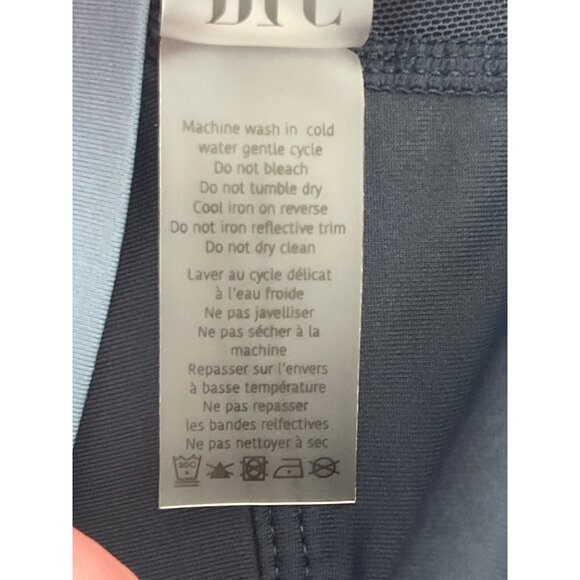 Machine wash in cold
water gentle cycle
Do not bleach
Do not tumble dry
Cool iron on reverse
Do not iron reflective trim
Do not dry clean
Laver au cycle délicat
à l'eau froide
Ne pas javelliser
Ne pas sécher à la
machine
Repasser sur l'envers
à basse température
Ne pas repasser
les bandes relfectives
Ne pas nettoyer à sec